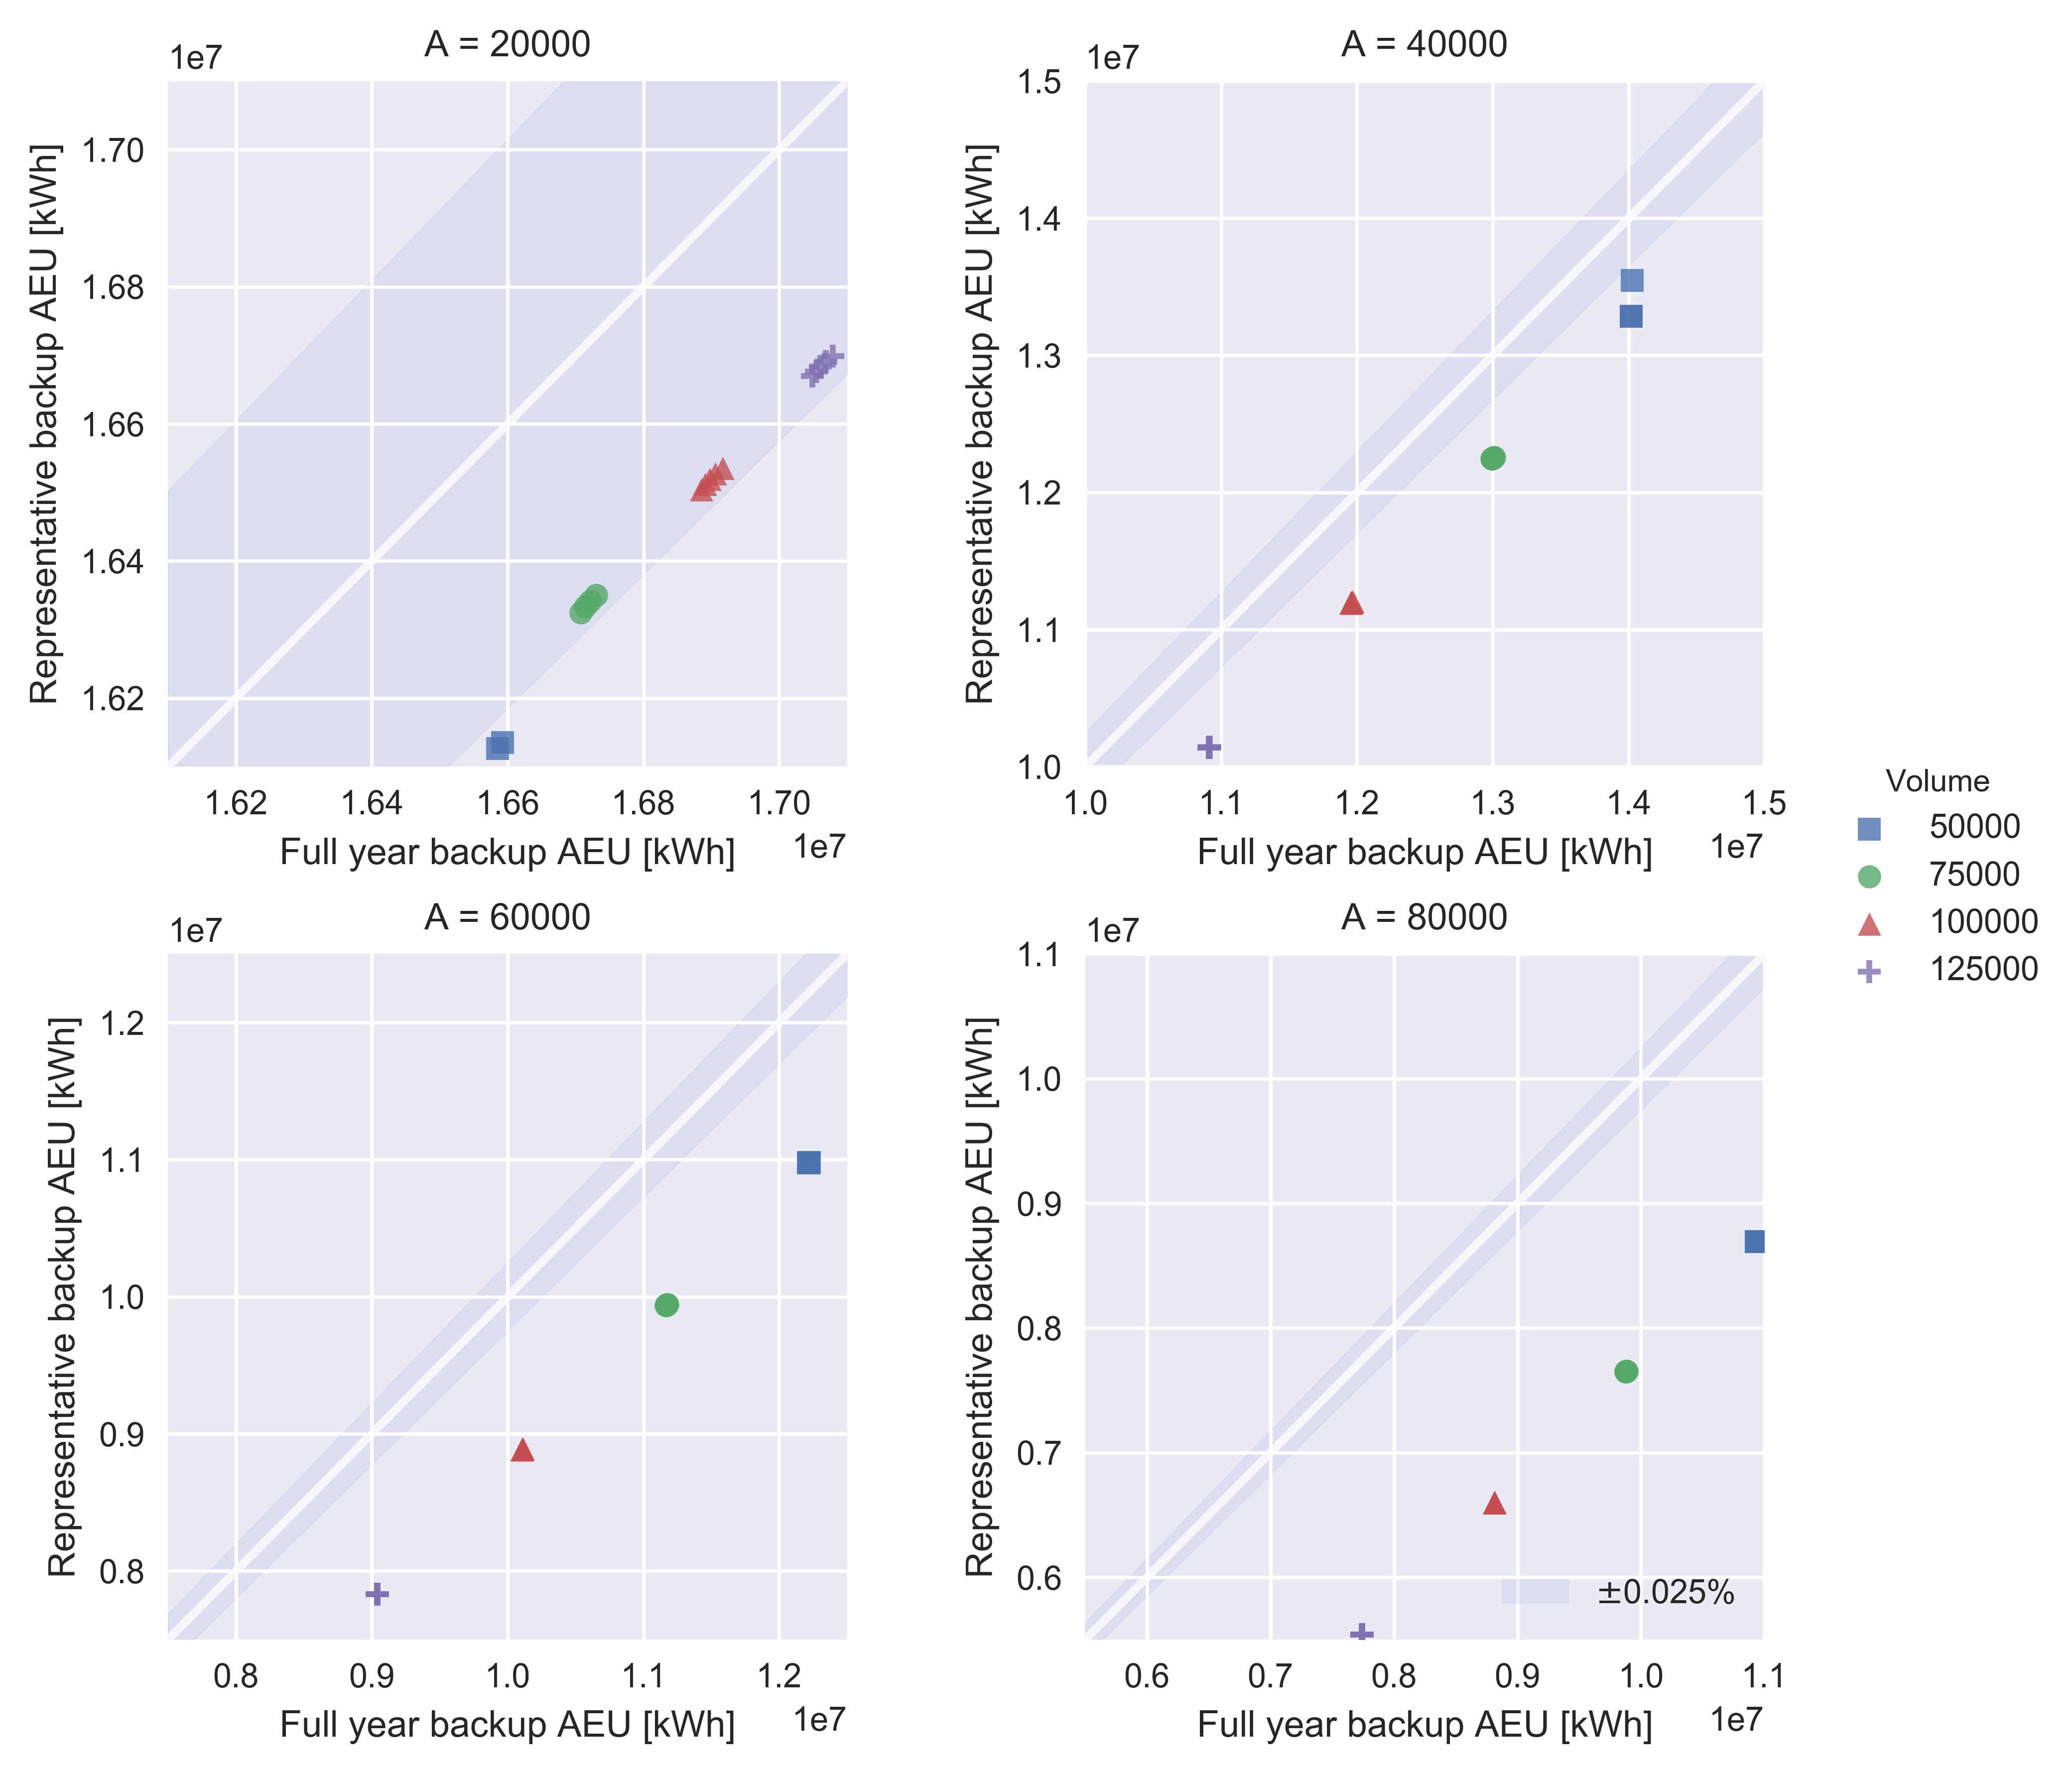 A = 20000
1e7
Representative backup AEU [kWh]
1.70
1.68
1.66
1.64
1.62
1.62 1.64 1.66 1.68 1.70
Full year backup AEU [kWh]
1e7
A = 40000
1e7
Representative backup AEU [kWh]
1.5
1.4
1.3
1.2
1.1
1.0
1.0 1.1 1.2 1.3 1.4 1.5
Full year backup AEU [kWh]
1e7
Volume
50000
75000
100000
125000
A = 60000
1e7
Representative backup AEU [kWh]
1.2
1.1
1.0
0.9
0.8
0.8 0.9 1.0 1.1 1.2
Full year backup AEU [kWh]
1e7
A = 80000
1e7
Representative backup AEU [kWh]
1.1
1.0
0.9
0.8
0.7
0.6
±0.025%
0.6 0.7 0.8 0.9 1.0 1.1
Full year backup AEU [kWh]
1e7